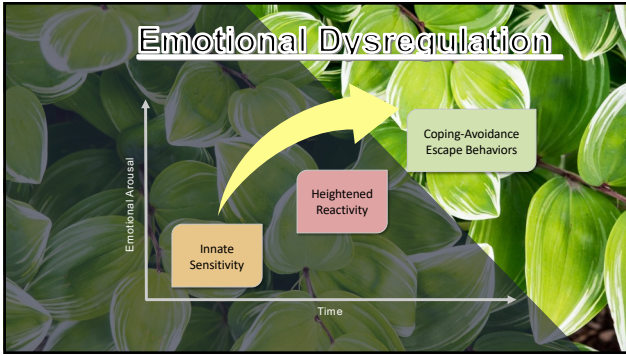 Emotional Dysregulation
Coping-Avoidance
Escape Behaviors
Heightened
Reactivity
Innate
Sensitivity
Emotional Arousal
Time